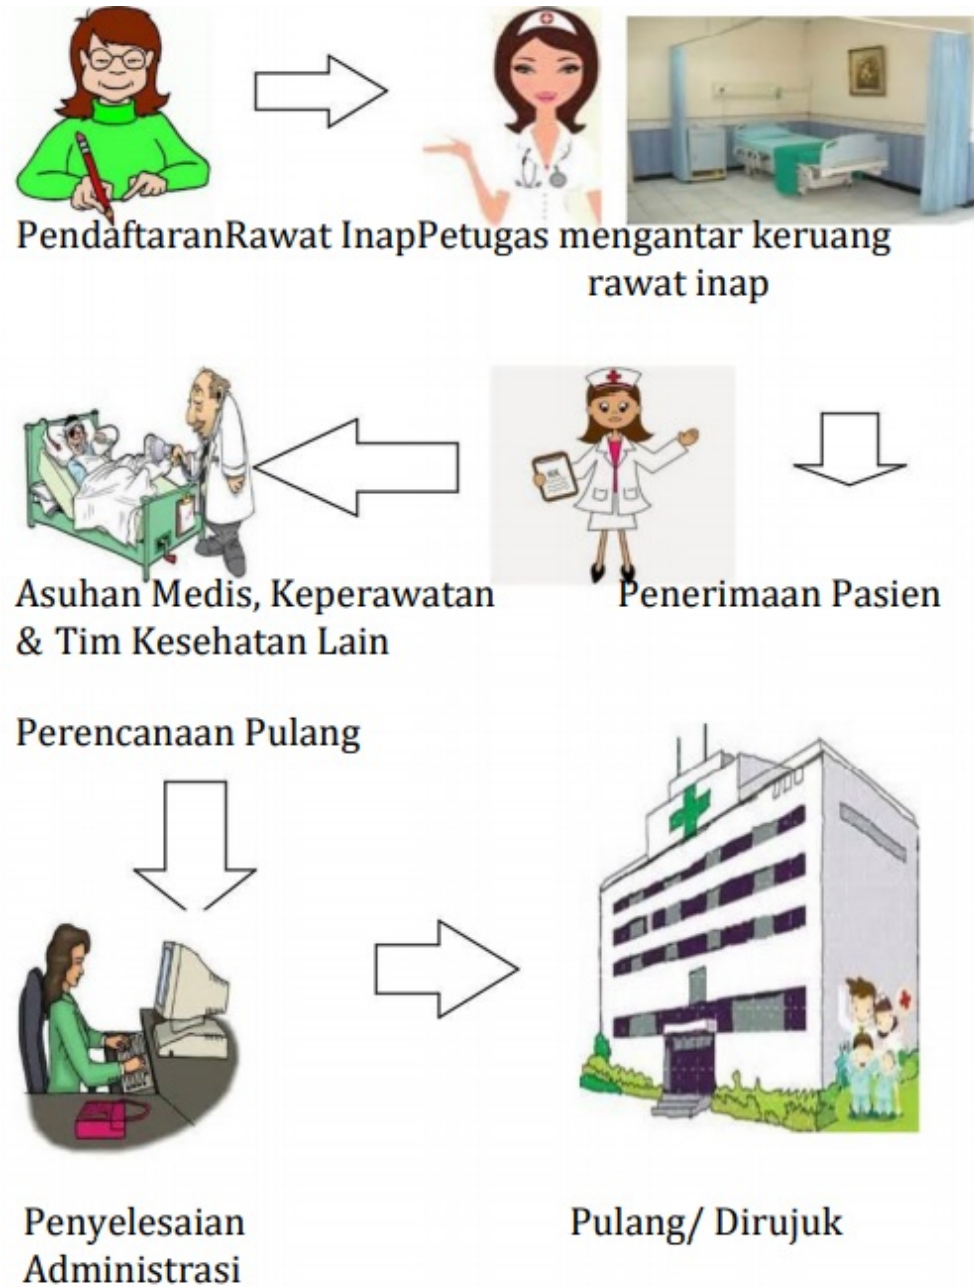 PendaftaranRawat InapPetugas mengantar keruang
rawat inap
Asuhan Medis, Keperawatan
& Tim Kesehatan Lain
Penerimaan Pasien
Perencanaan Pulang
Penyelesaian
Administrasi
Pulang/ Dirujuk